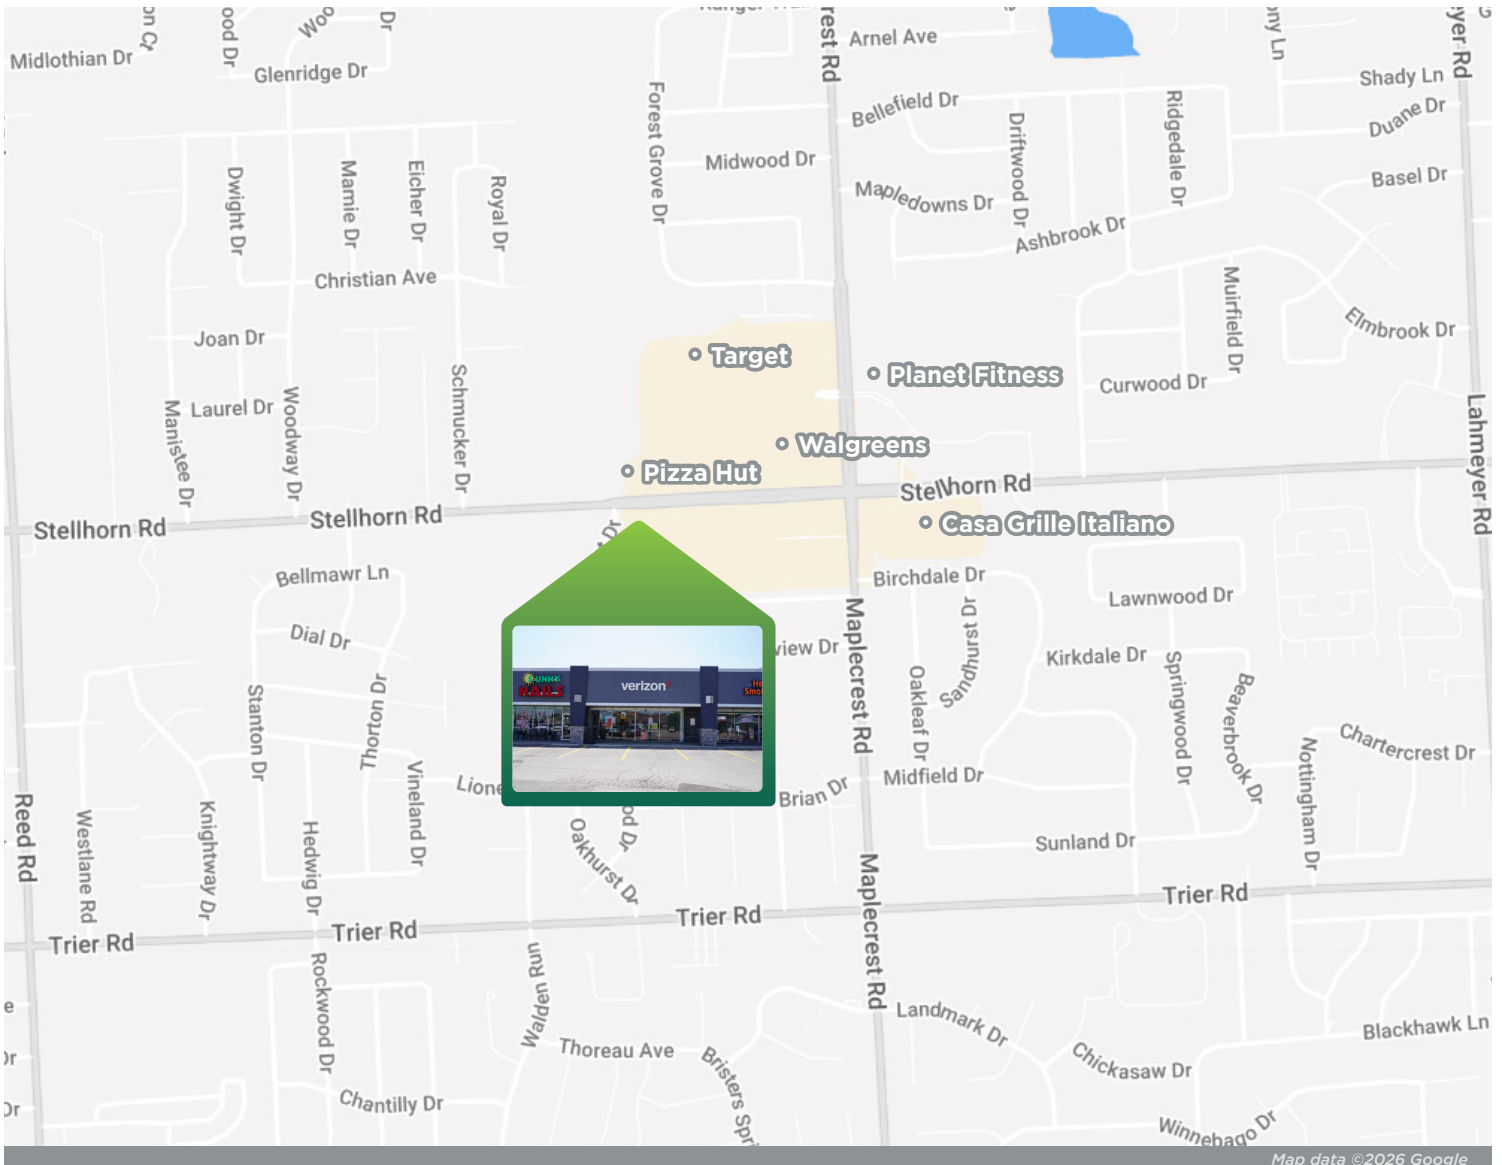 Midlothian Dr
Glenridge Dr
Arnel Ave
Shady Ln
Duane Dr
Bellefield Dr
Forest Grove Dr
Driftwood Dr
Ridgedale Dr
Midwood Dr
Basel Dr
Dwight Dr
Mamie Dr
Eicher Dr
Royal Dr
Mapledowns Dr
Ashbrook Dr
Christian Ave
Muirfield Dr
Elmbrook Dr
Joan Dr
Target
Planet Fitness
Curwood Dr
Laurel Dr
Manistee Dr
Woodway Dr
Schmucker Dr
Lahmeyer Rd
Walgreens
Pizza Hut
Stellhorn Rd
Stellhorn Rd
Stellhorn Rd
Casa Grille Italiano
Bellmawr Ln
Birchdale Dr
Lawnwood Dr
Dial Dr
view Dr
Sandhurst Dr
Kirkdale Dr
Maplecrest Rd
verizon
NAILS
Stanton Dr
Thorton Dr
Oakleaf Dr
Springwood Dr
Beaverbrook Dr
Chartercrest Dr
Nottingham Dr
Vineland Dr
Brian Dr
Midfield Dr
Reed Rd
Westlane Rd
Knightway Dr
Hedwig Dr
Oakhurst Dr
Sunland Dr
Maplecrest Rd
Trier Rd
Trier Rd
Trier Rd
Trier Rd
Rockwood Dr
Walden Run
Landmark Dr
Blackhawk Ln
Thoreau Ave
Chickasaw Dr
Chantilly Dr
Bristers Spri
Winnebago Dr
Map data ©2026 Google